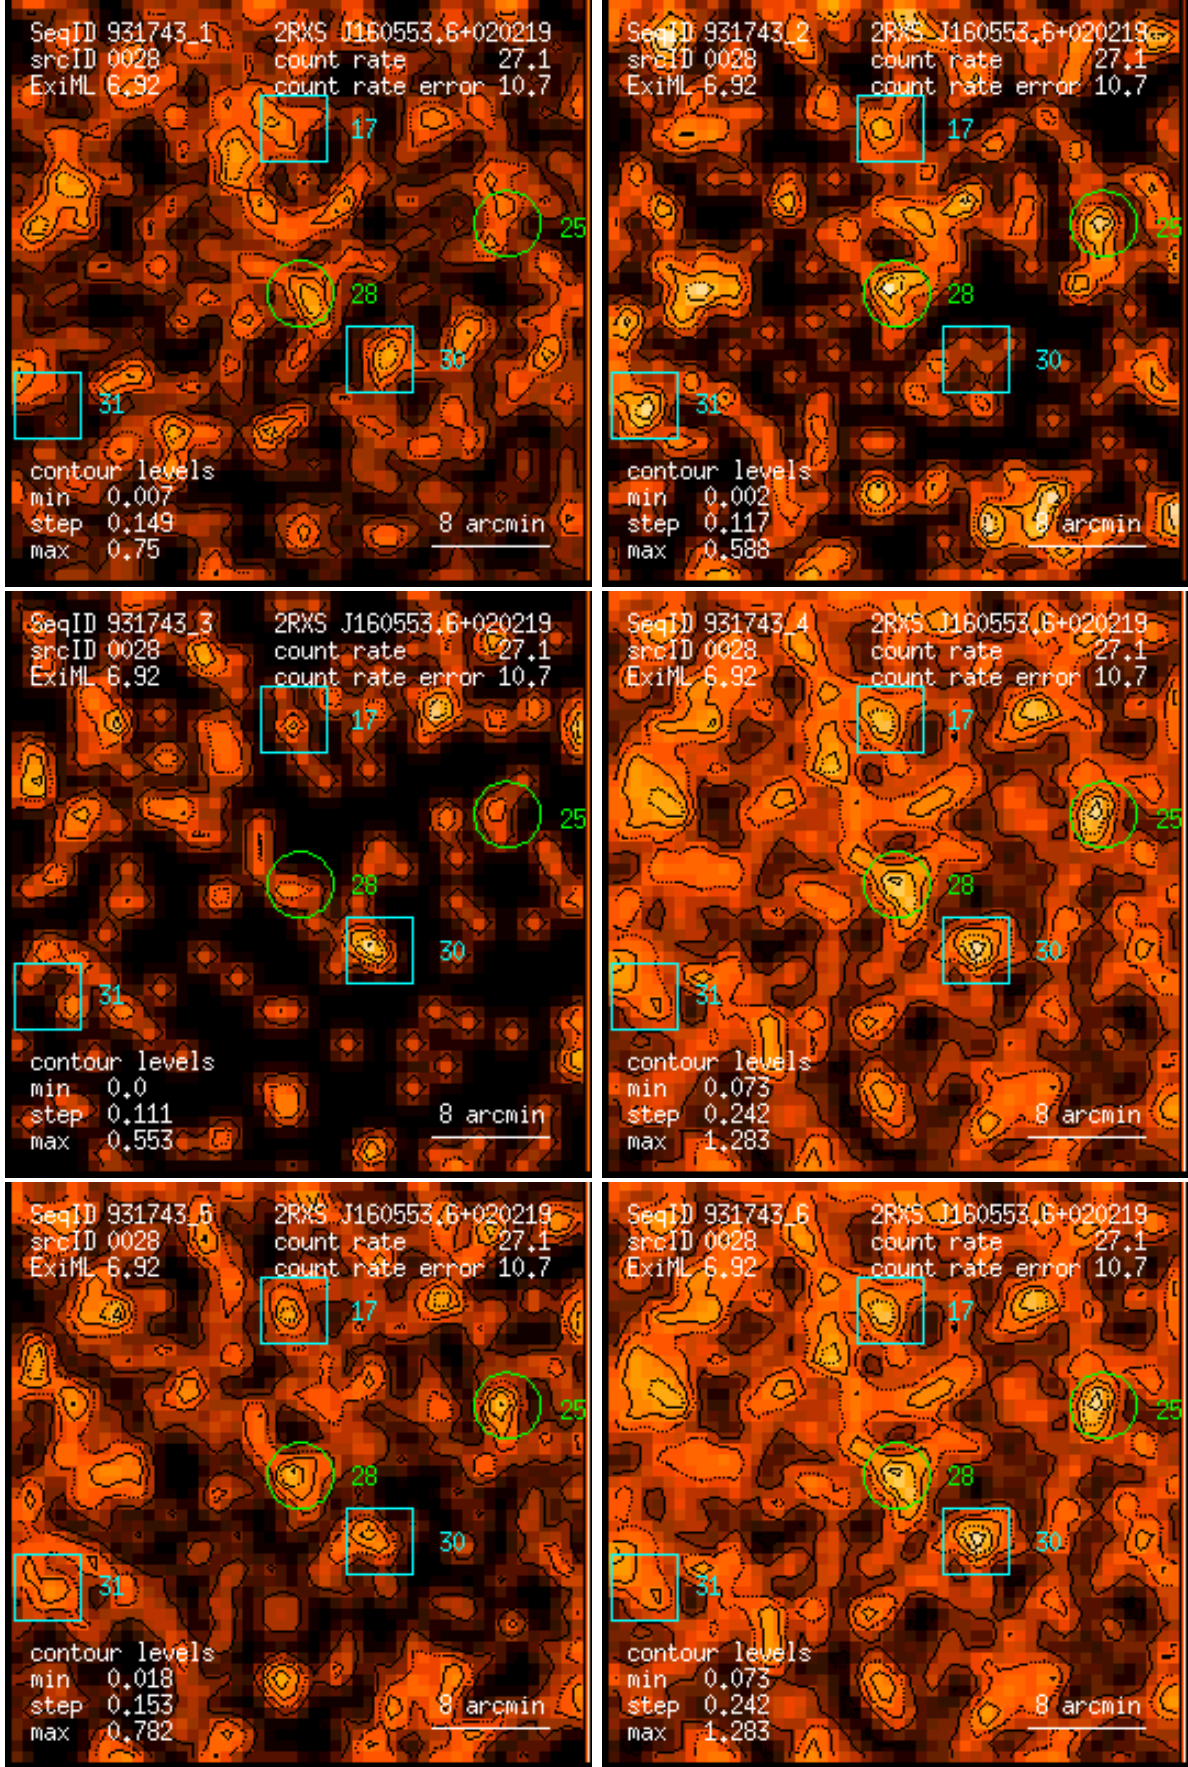 SeqID 931743_1 2RXS J160553.6+020219
srcID 0028 count rate 27.1
ExiML 6.92 count rate error 10.7
17
25
28
30
31
contour levels
min 0.007
step 0.149 8 arcmin
max 0.75
SeqID 931743_2 2RXS J160553.6+020219
srcID 0028 count rate 27.1
ExiML 6.92 count rate error 10.7
17
25
28
30
31
contour levels
min 0.002
step 0.117 8 arcmin
max 0.588
SeqID 931743_3 2RXS J160553.6+020219
srcID 0028 count rate 27.1
ExiML 6.92 count rate error 10.7
17
25
28
30
31
contour levels
min 0.0
step 0.111 8 arcmin
max 0.553
SeqID 931743_4 2RXS J160553.6+020219
srcID 0028 count rate 27.1
ExiML 6.92 count rate error 10.7
17
25
28
30
31
contour levels
min 0.073
step 0.242 8 arcmin
max 1.283
SeqID 931743_5 2RXS J160553.6+020219
srcID 0028 count rate 27.1
ExiML 6.92 count rate error 10.7
17
25
28
30
31
contour levels
min 0.018
step 0.153 8 arcmin
max 0.782
SeqID 931743_6 2RXS J160553.6+020219
srcID 0028 count rate 27.1
ExiML 6.92 count rate error 10.7
17
25
28
30
31
contour levels
min 0.073
step 0.242 8 arcmin
max 1.283